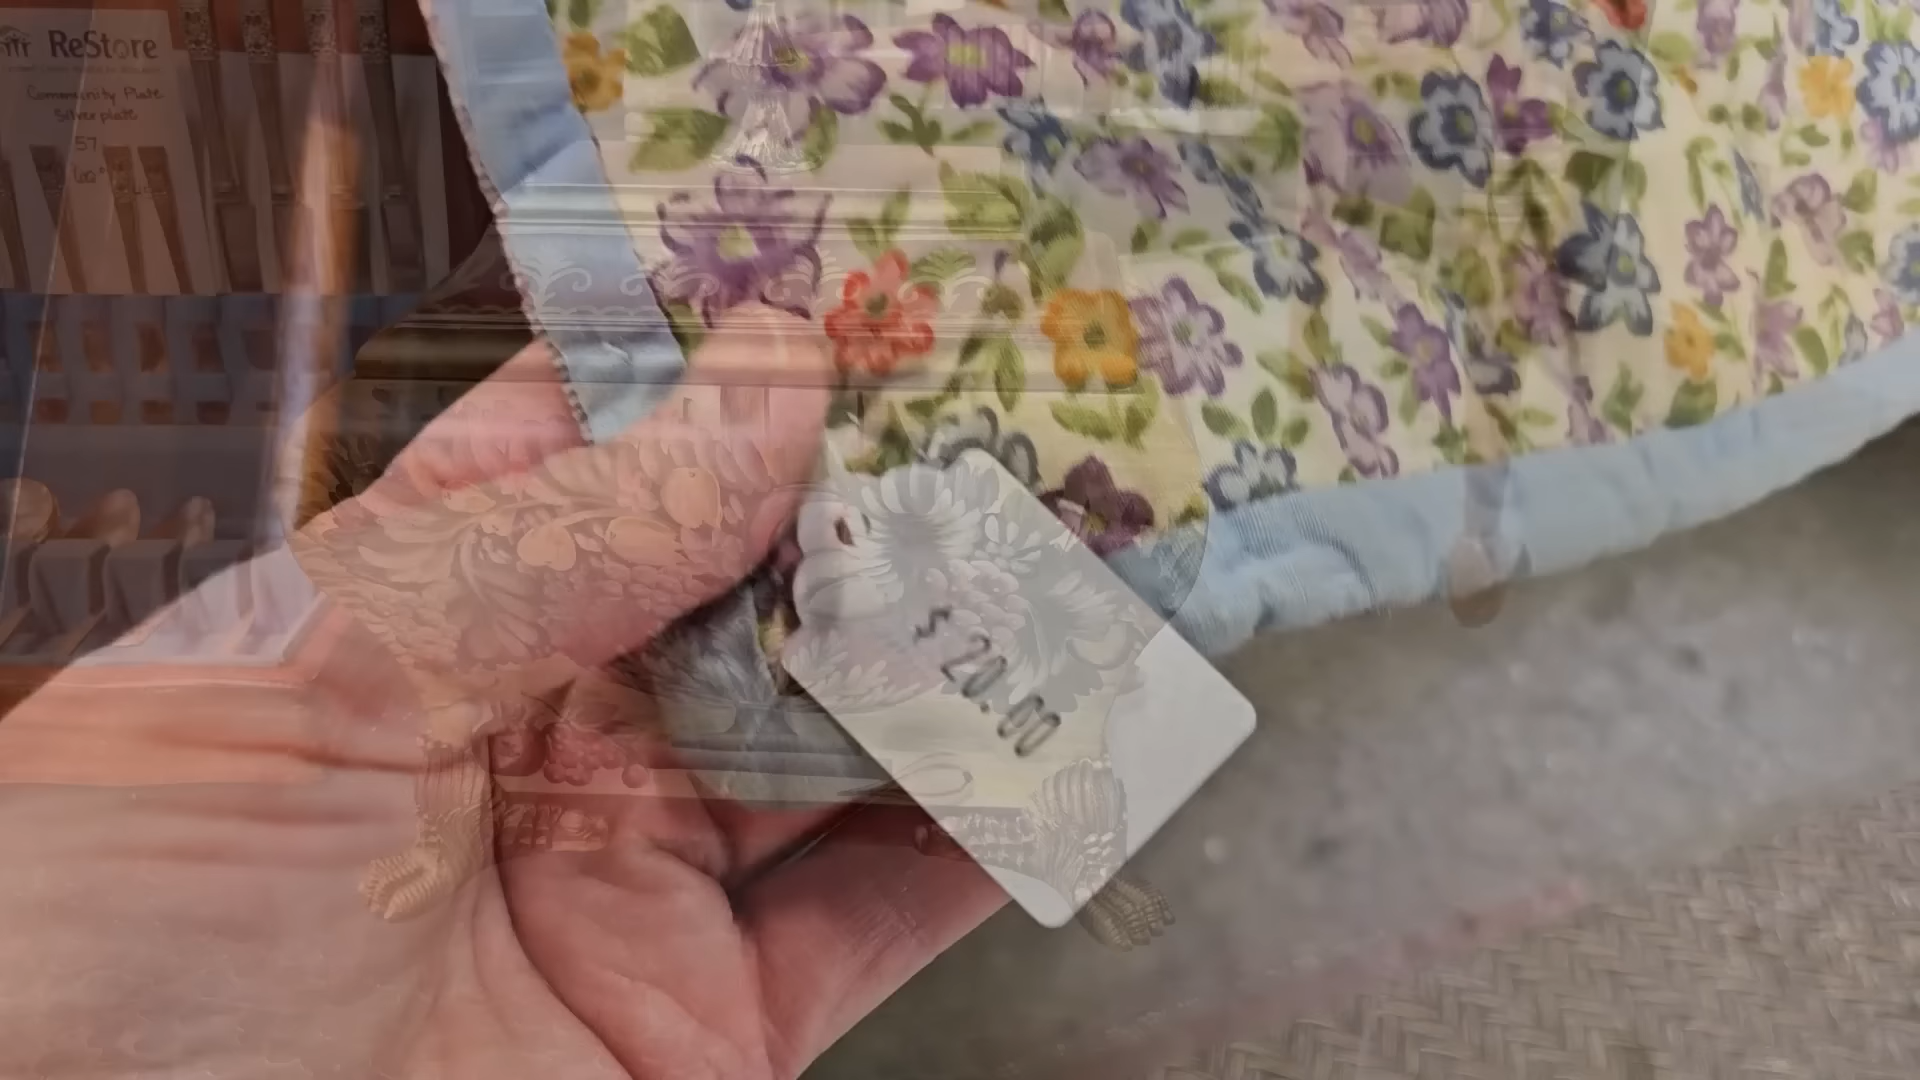 ReStore
Community Plate
Silver plate
57
$ 20.00